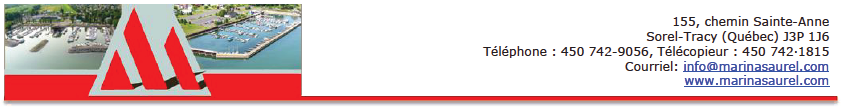 155, chemin Sainte-Anne
Sorel-Tracy (Québec) J3P 1J6
Téléphone : 450 742-9056, Télécopieur : 450 742·1815
Courriel: info@marinasaurel.com
www.marinasaurel.com